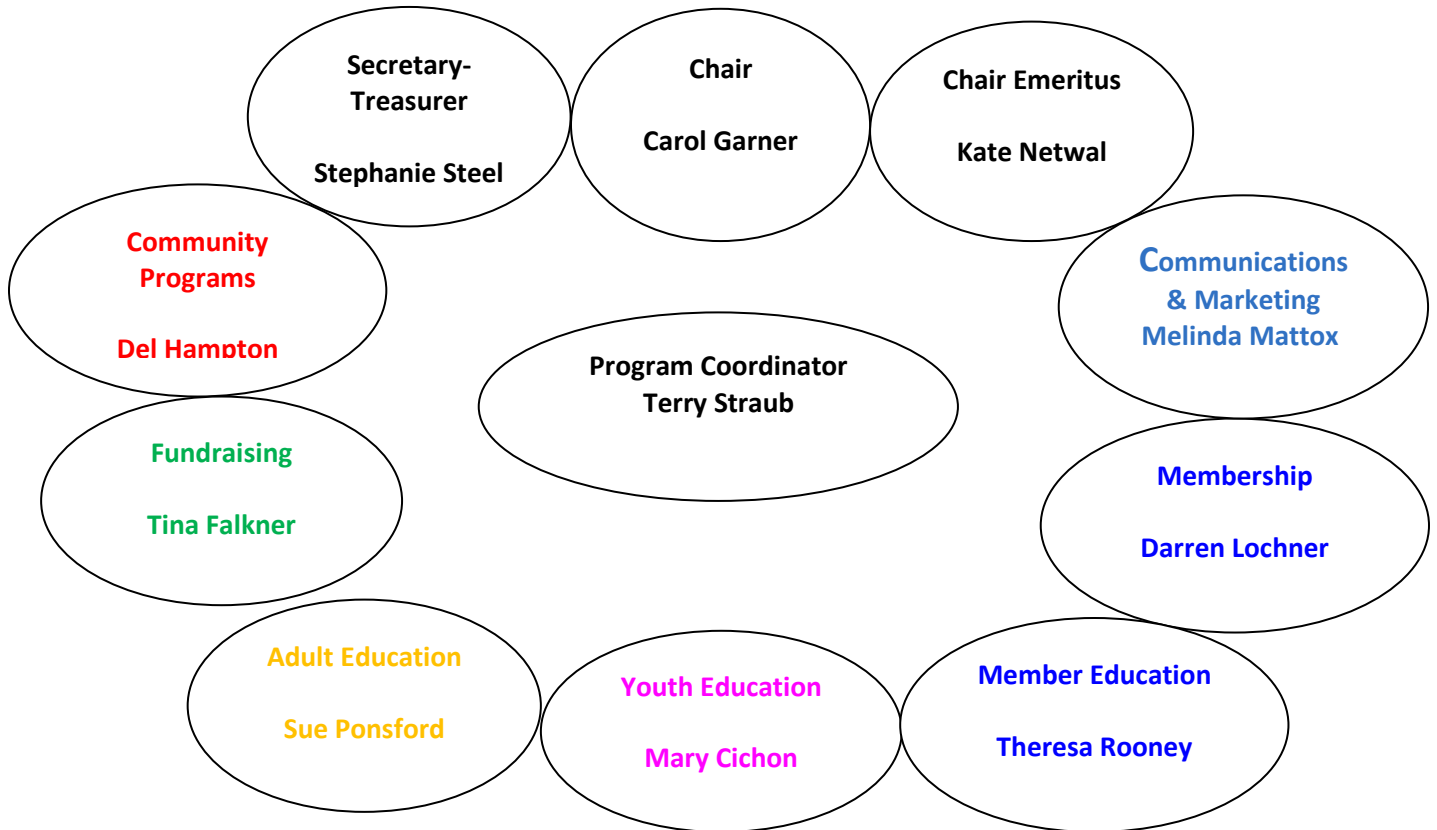 Secretary-
Treasurer
Stephanie Steel
Chair
Carol Garner
Chair Emeritus
Kate Netwal
Community
Programs
Del Hampton
Communications
& Marketing
Melinda Mattox
Program Coordinator
Terry Straub
Fundraising
Tina Falkner
Membership
Darren Lochner
Adult Education
Sue Ponsford
Youth Education
Mary Cichon
Member Education
Theresa Rooney